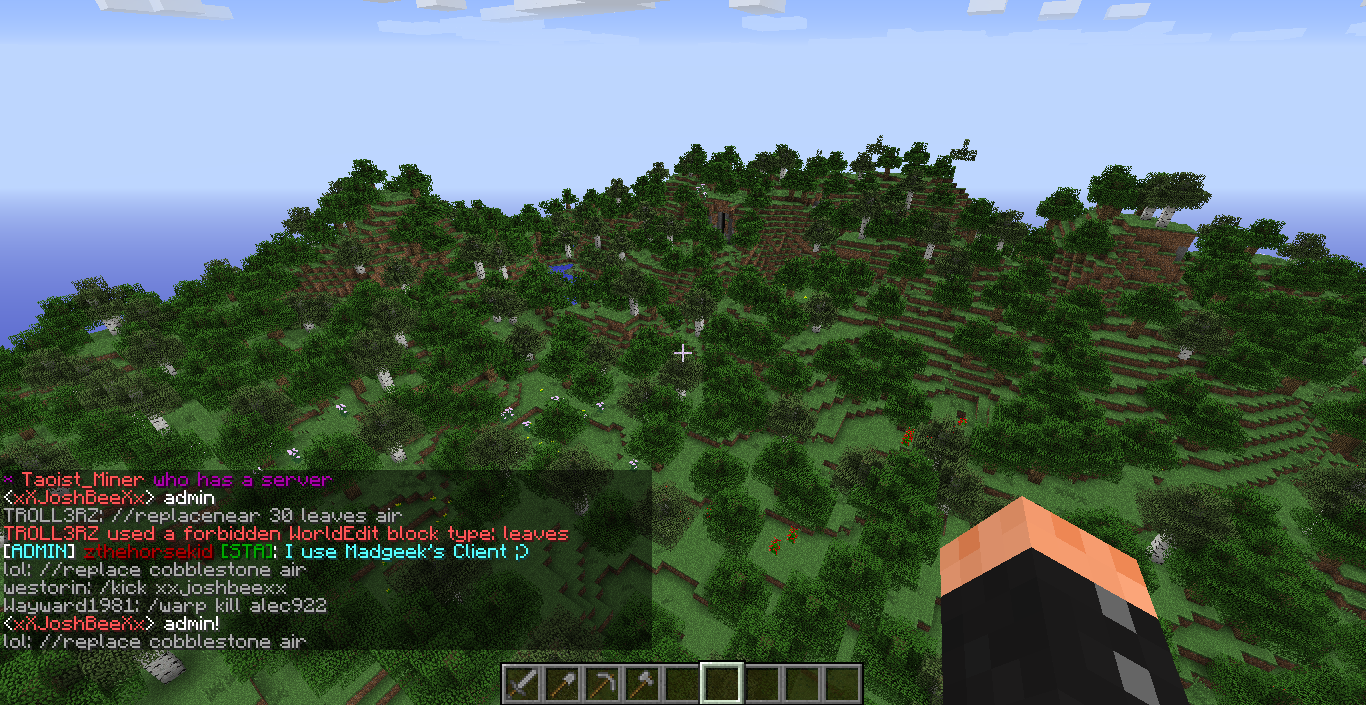 * Taoist_Miner who has a server
<xXJoshBeeXx> admin
TROLL3RZ: //replacenear 30 leaves air
TROLL3RZ used a forbidden WorldEdit block type: leaves
[ADMIN] zthehorsekid [STA]: I use Madgeek's Client ;D
lol: //replace cobblestone air
westorin: /kick xxjoshbeexx
Wayward1981: /warp kill alec922
<xXJoshBeeXx> admin!
lol: //replace cobblestone air